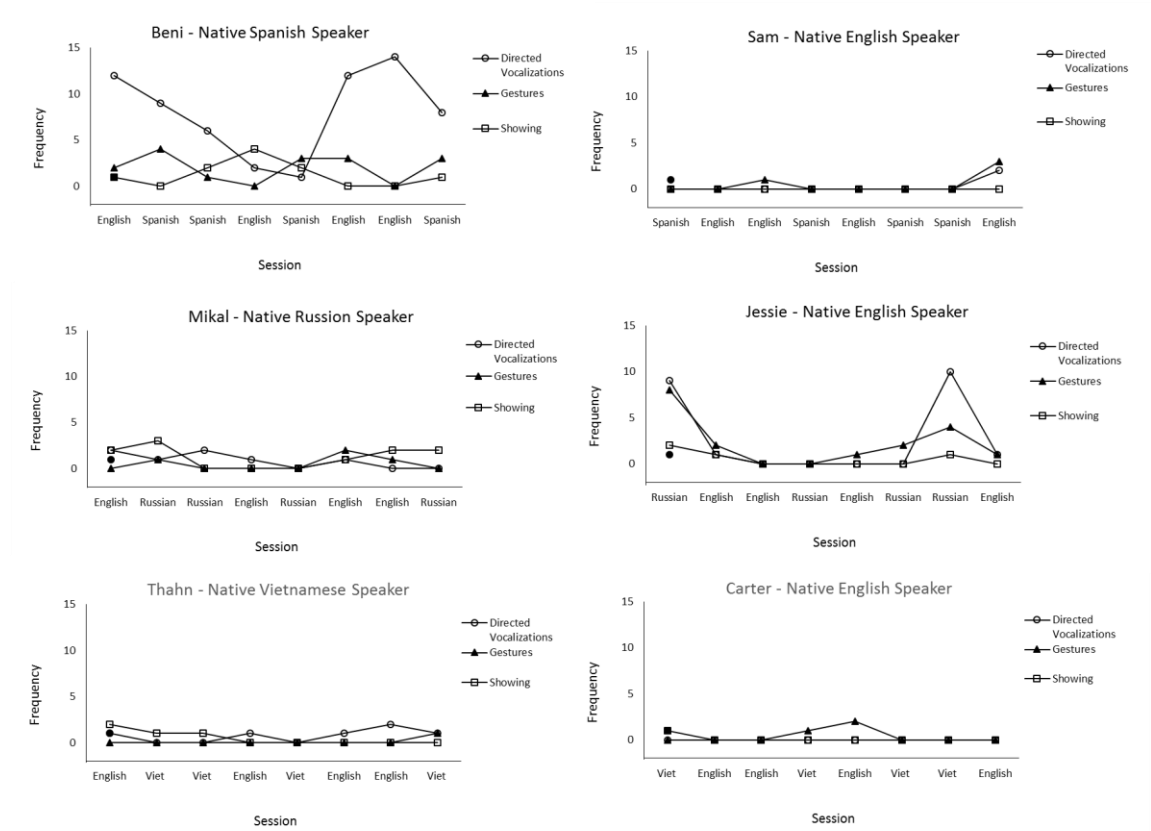 Beni - Native Spanish Speaker
15
10
5
0
Frequency
English Spanish Spanish English Spanish English English Spanish
Session
Directed
Vocalizations
Gestures
Showing
Sam - Native English Speaker
15
10
5
0
Frequency
Spanish English English Spanish English Spanish Spanish English
Session
Directed
Vocalizations
Gestures
Showing
Mikal - Native Russion Speaker
15
10
5
0
Frequency
English Russian Russian English Russian English English Russian
Session
Directed
Vocalizations
Gestures
Showing
Jessie - Native English Speaker
15
10
5
0
Frequency
Russian English English Russian English Russian Russian English
Session
Directed
Vocalizations
Gestures
Showing
Thahn - Native Vietnamese Speaker
15
10
5
0
Frequency
English Viet Viet English Viet English English Viet
Session
Directed
Vocalizations
Gestures
Showing
Carter - Native English Speaker
15
10
5
0
Frequency
Viet English English Viet English Viet Viet English
Session
Directed
Vocalizations
Gestures
Showing